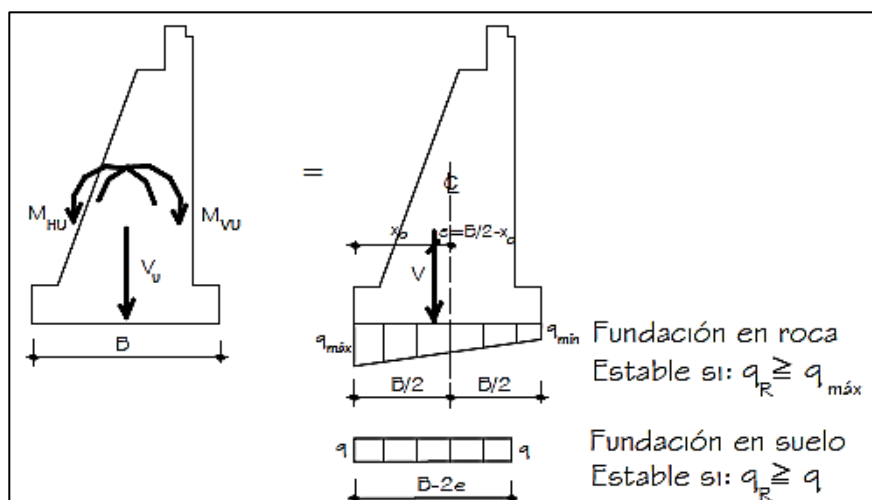 M_HU
M_VU
V_U
B
=
℄
x_o
e=B/2-x_o
V
q_máx
q_mín
B/2
B/2
Fundación en roca
Estable si: q_R ≧ q_máx
q
q
B-2e
Fundación en suelo
Estable si: q_R ≧ q